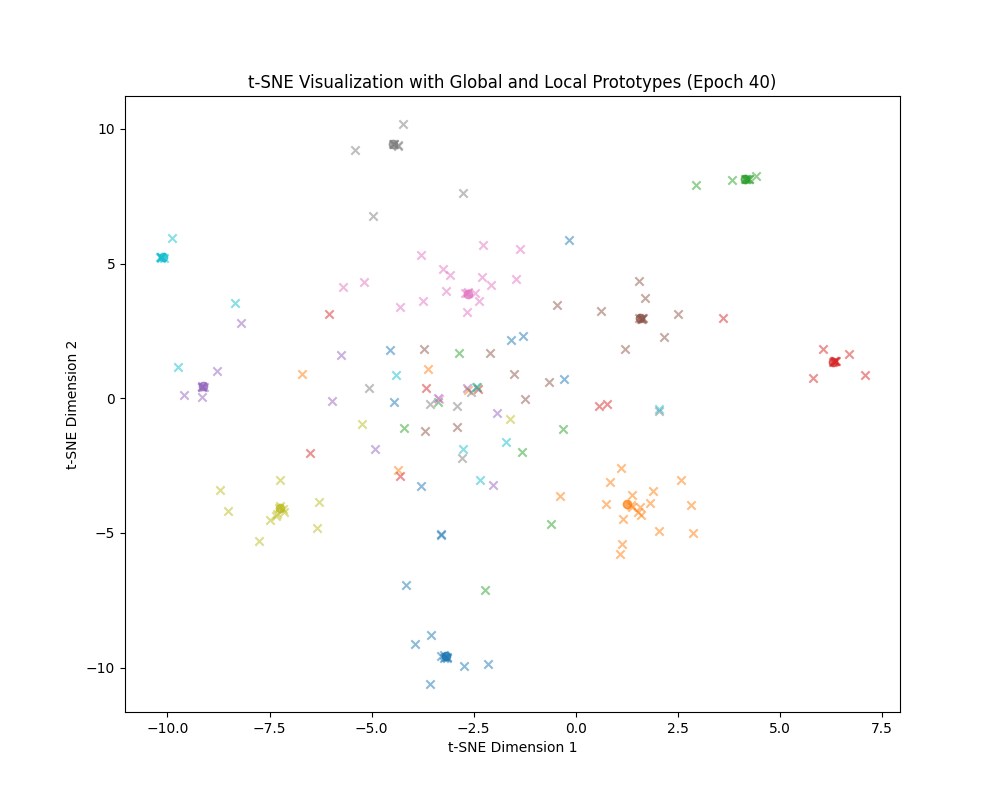 t-SNE Visualization with Global and Local Prototypes (Epoch 40)
10
5
0
−5
−10
t-SNE Dimension 2
−10.0 −7.5 −5.0 −2.5 0.0 2.5 5.0 7.5
t-SNE Dimension 1